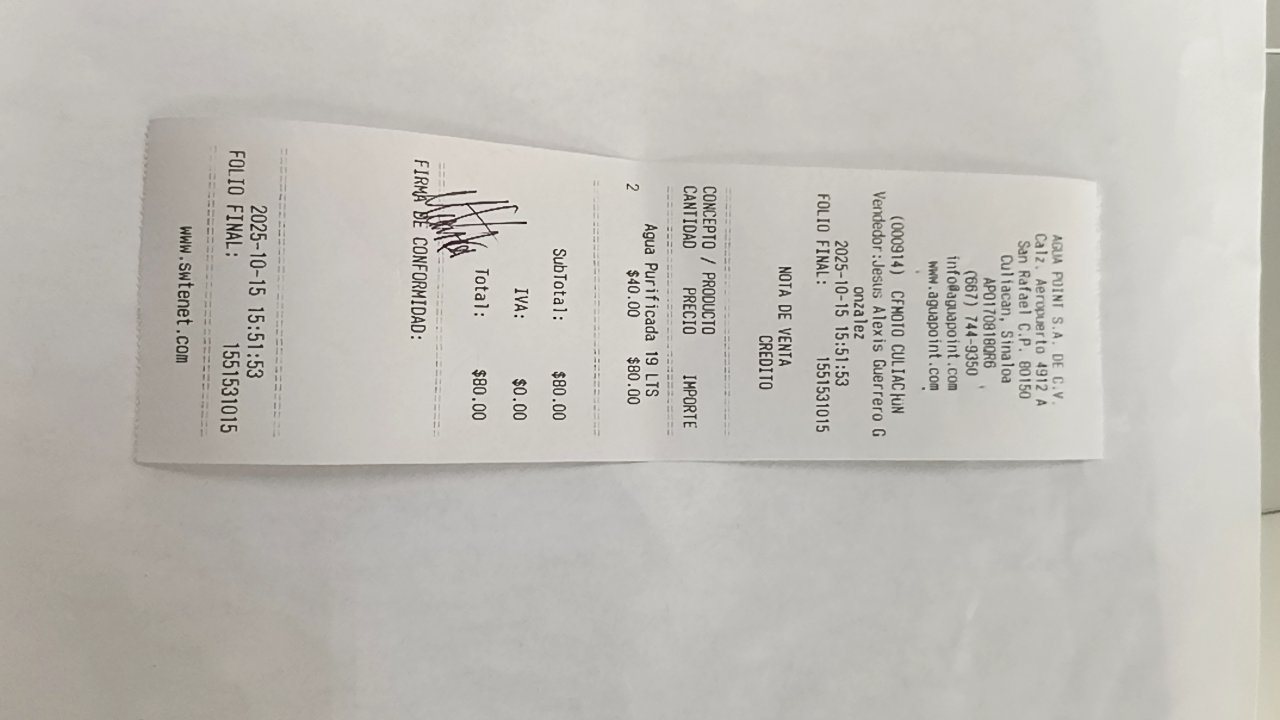 AGUA POINT S.A. DE C.V.
Calz. Aeropuerto 4912 A
San Rafael C.P. 80150
Culiacan, Sinaloa
APO170818QR6
(667) 744-9350
info@aguapoint.com
www.aguapoint.com
(000914) CFMOTO CULIACÁN
Vendedor:Jesus Alexis Guerrero G
onzalez
2025-10-15 15:51:53
FOLIO FINAL: 1551531015
NOTA DE VENTA
CREDITO
CONCEPTO / PRODUCTO
CANTIDAD PRECIO IMPORTE
Agua Purificada 19 LTS
2 $40.00 $80.00
SubTotal: $80.00
IVA: $0.00
Total: $80.00
FIRMA DE CONFORMIDAD:
2025-10-15 15:51:53
FOLIO FINAL: 1551531015
www.swtenet.com